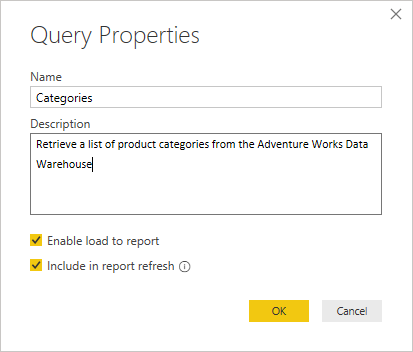 Query Properties
Name
Categories
Description
Retrieve a list of product categories from the Adventure Works Data
Warehouse
Enable load to report
Include in report refresh
OK
Cancel